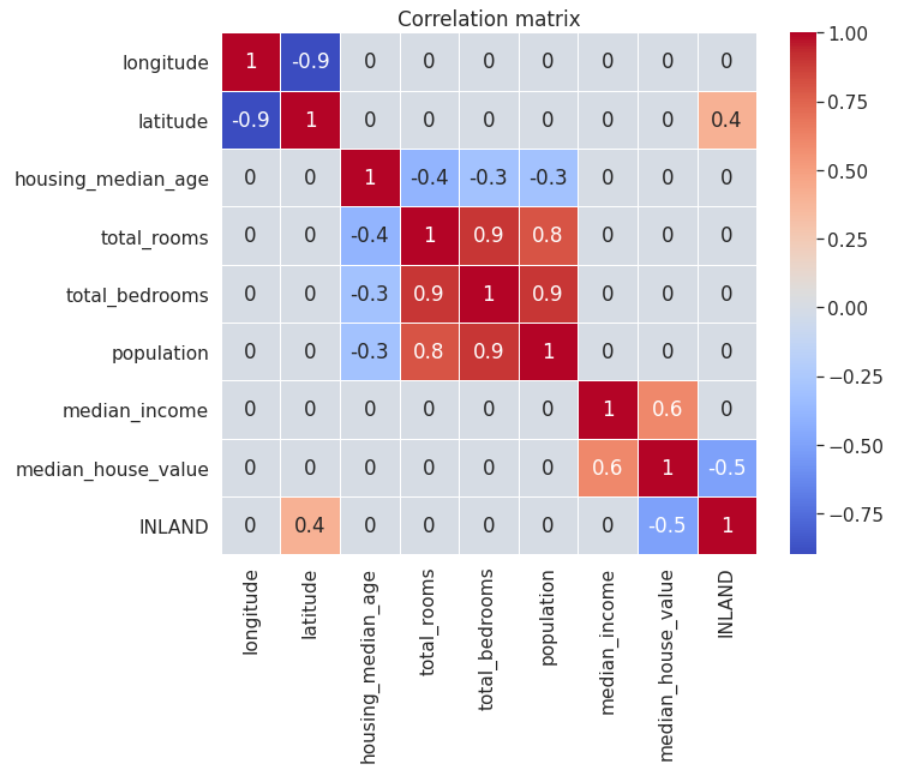 Correlation matrix
longitude 1 -0.9 0 0 0 0 0 0 0
latitude -0.9 1 0 0 0 0 0 0 0.4
housing_median_age 0 0 1 -0.4 -0.3 -0.3 0 0 0
total_rooms 0 0 -0.4 1 0.9 0.8 0 0 0
total_bedrooms 0 0 -0.3 0.9 1 0.9 0 0 0
population 0 0 -0.3 0.8 0.9 1 0 0 0
median_income 0 0 0 0 0 0 1 0.6 0
median_house_value 0 0 0 0 0 0 0.6 1 -0.5
INLAND 0 0.4 0 0 0 0 0 -0.5 1
longitude
latitude
housing_median_age
total_rooms
total_bedrooms
population
median_income
median_house_value
INLAND
1.00
0.75
0.50
0.25
0.00
−0.25
−0.50
−0.75